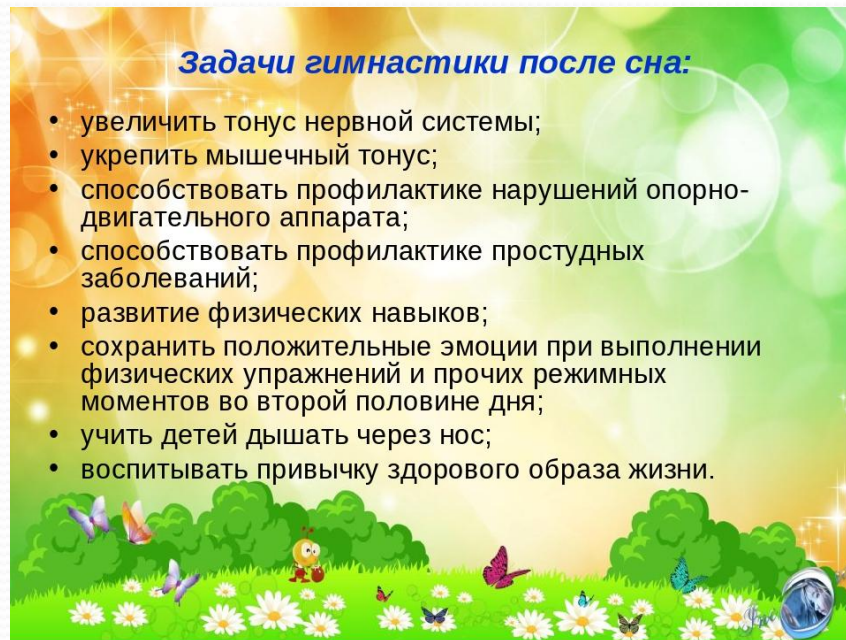 Задачи гимнастики после сна:
• увеличить тонус нервной системы;
• укрепить мышечный тонус;
• способствовать профилактике нарушений опорно-
двигательного аппарата;
• способствовать профилактике простудных
заболеваний;
• развитие физических навыков;
• сохранить положительные эмоции при выполнении
физических упражнений и прочих режимных
моментов во второй половине дня;
• учить детей дышать через нос;
• воспитывать привычку здорового образа жизни.